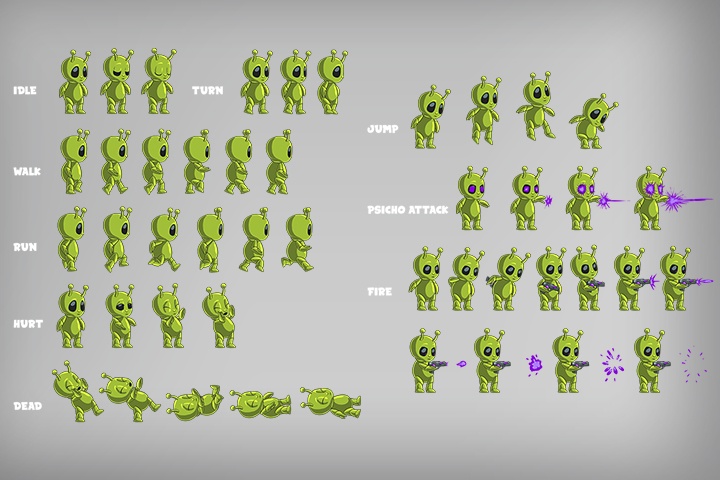 IDLE
TURN
WALK
RUN
HURT
DEAD
JUMP
PSICHO ATTACK
FIRE